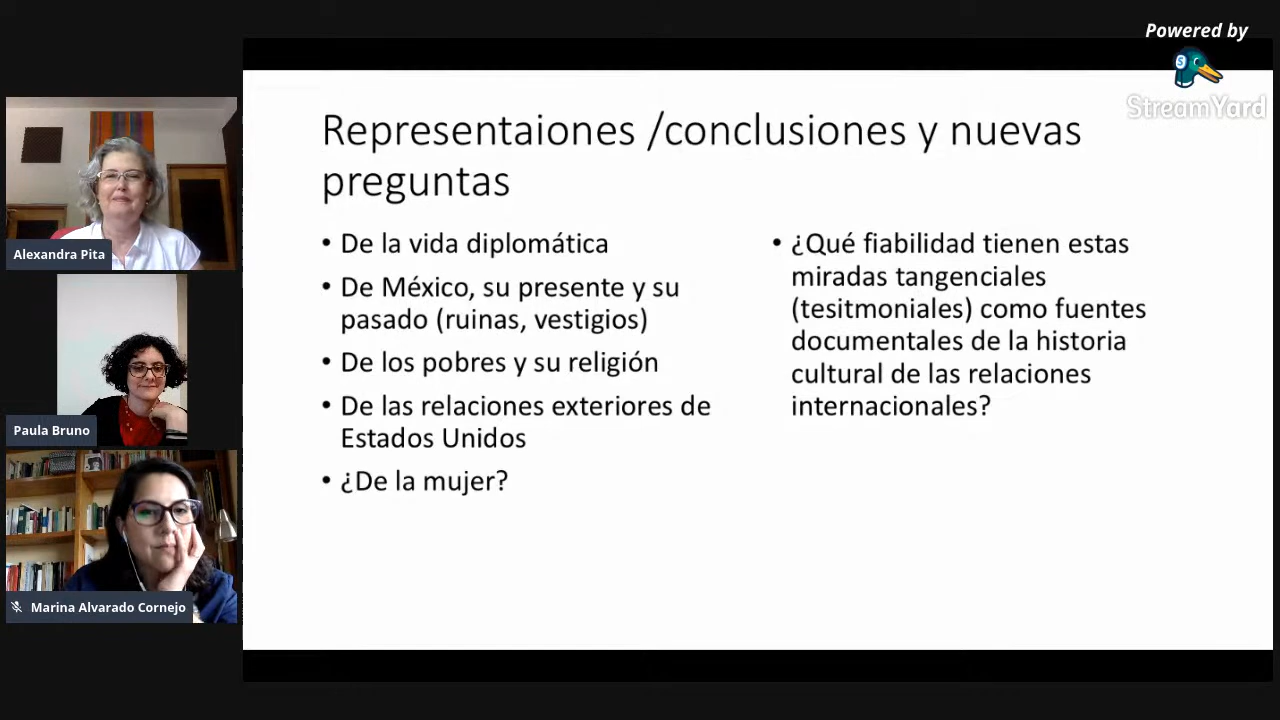 Powered by
StreamYard
Alexandra Pita
Paula Bruno
Marina Alvarado Cornejo
Representaiones /conclusiones y nuevas
preguntas
• De la vida diplomática
• De México, su presente y su
pasado (ruinas, vestigios)
• De los pobres y su religión
• De las relaciones exteriores de
Estados Unidos
• ¿De la mujer?
• ¿Qué fiabilidad tienen estas
miradas tangenciales
(tesitmoniales) como fuentes
documentales de la historia
cultural de las relaciones
internacionales?